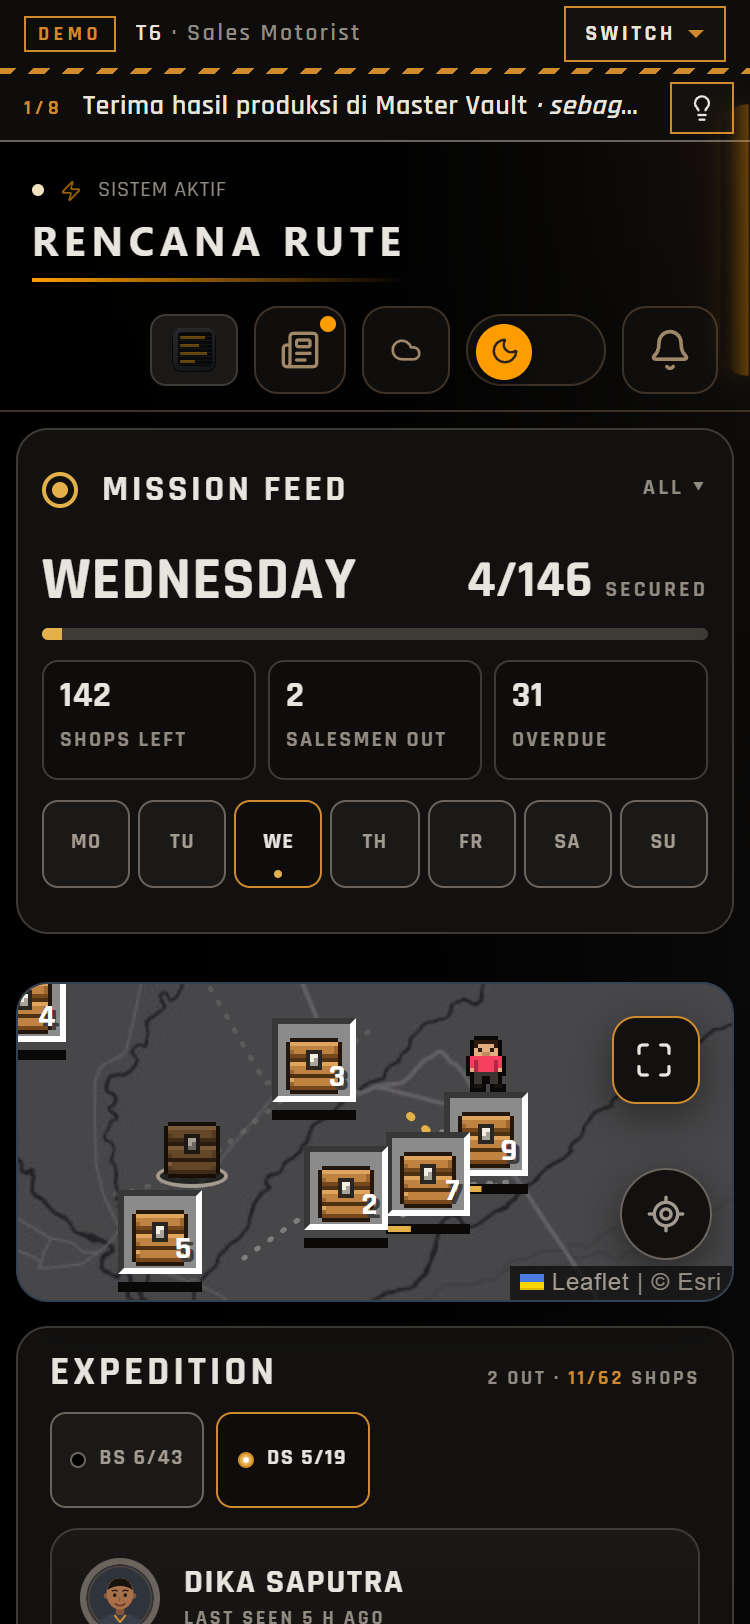 DEMO T6 · Sales Motorist SWITCH
1/8 Terima hasil produksi di Master Vault · sebag...
SISTEM AKTIF
RENCANA RUTE
MISSION FEED ALL
WEDNESDAY 4/146 SECURED
142 2 31
SHOPS LEFT SALESMEN OUT OVERDUE
MO TU WE TH FR SA SU
4
3
9
2 7
5
Leaflet | © Esri
EXPEDITION 2 OUT · 11/62 SHOPS
BS 6/43 DS 5/19
DIKA SAPUTRA
LAST SEEN 5 H AGO